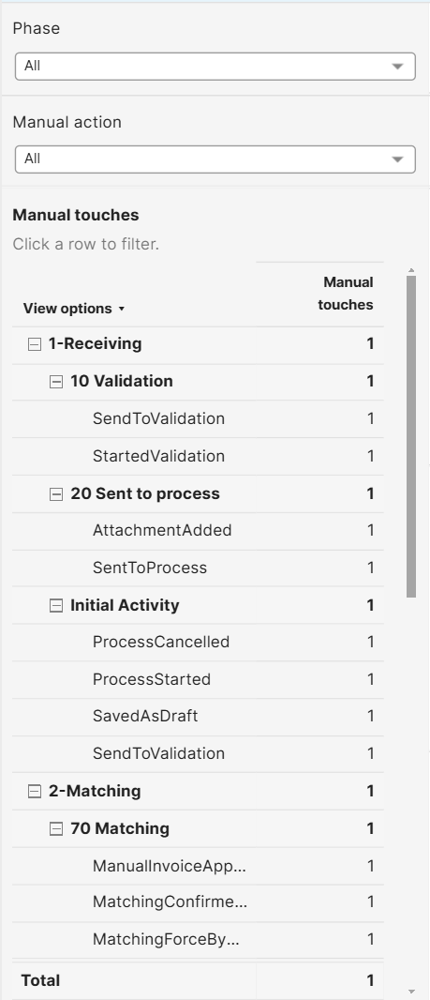 Phase
All
Manual action
All
Manual touches
Click a row to filter.
View options
Manual
touches
1-Receiving 1
10 Validation 1
SendToValidation 1
StartedValidation 1
20 Sent to process 1
AttachmentAdded 1
SentToProcess 1
Initial Activity 1
ProcessCancelled 1
ProcessStarted 1
SavedAsDraft 1
SendToValidation 1
2-Matching 1
70 Matching 1
ManualInvoiceApp... 1
MatchingConfirme... 1
MatchingForceBy... 1
Total 1